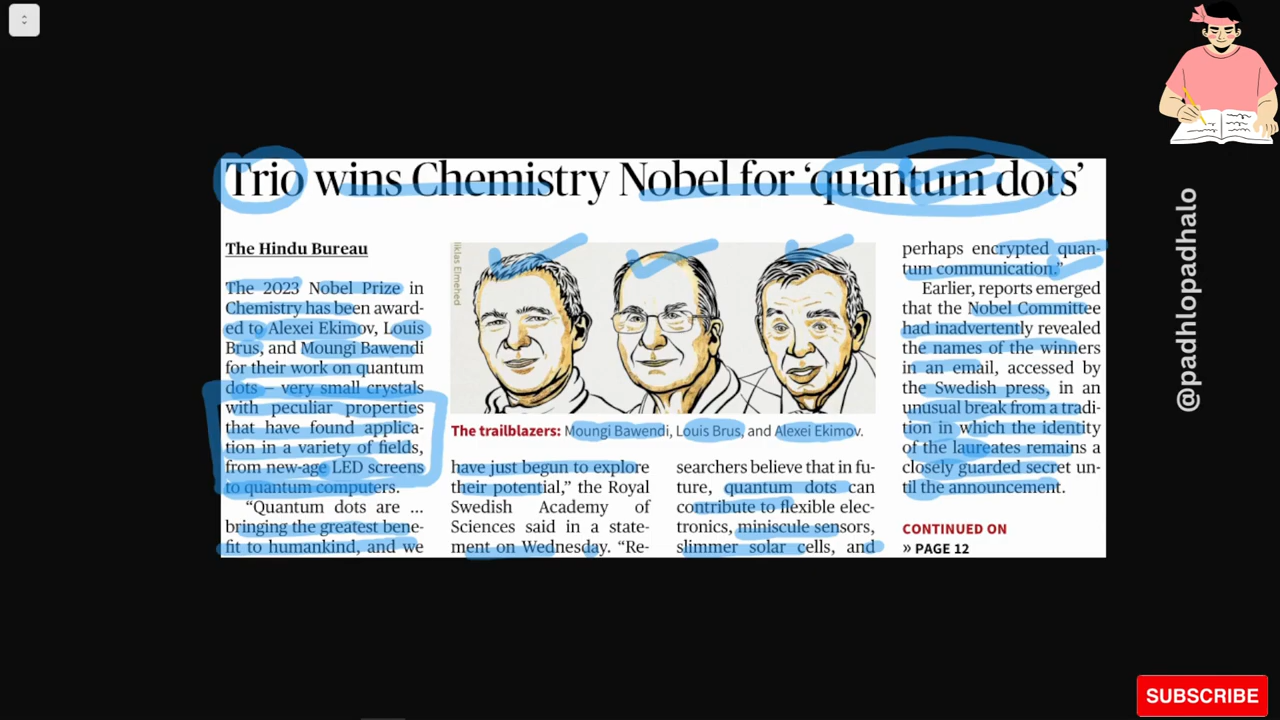 Trio wins Chemistry Nobel for ‘quantum dots’
The Hindu Bureau
The 2023 Nobel Prize in
Chemistry has been award-
ed to Alexei Ekimov, Louis
Brus, and Moungi Bawendi
for their work on quantum
dots — very small crystals
with peculiar properties
that have found applica-
tion in a variety of fields,
from new-age LED screens
to quantum computers.
“Quantum dots are ...
bringing the greatest bene-
fit to humankind, and we
iklas Elmehed
The trailblazers: Moungi Bawendi, Louis Brus, and Alexei Ekimov.
have just begun to explore
their potential,” the Royal
Swedish Academy of
Sciences said in a state-
ment on Wednesday. “Re-
searchers believe that in fu-
ture, quantum dots can
contribute to flexible elec-
tronics, miniscule sensors,
slimmer solar cells, and
perhaps encrypted quan-
tum communication.”
Earlier, reports emerged
that the Nobel Committee
had inadvertently revealed
the names of the winners
in an email, accessed by
the Swedish press, in an
unusual break from a tradi-
tion in which the identity
of the laureates remains a
closely guarded secret un-
til the announcement.
CONTINUED ON
» PAGE 12
@padhlopadhalo
SUBSCRIBE